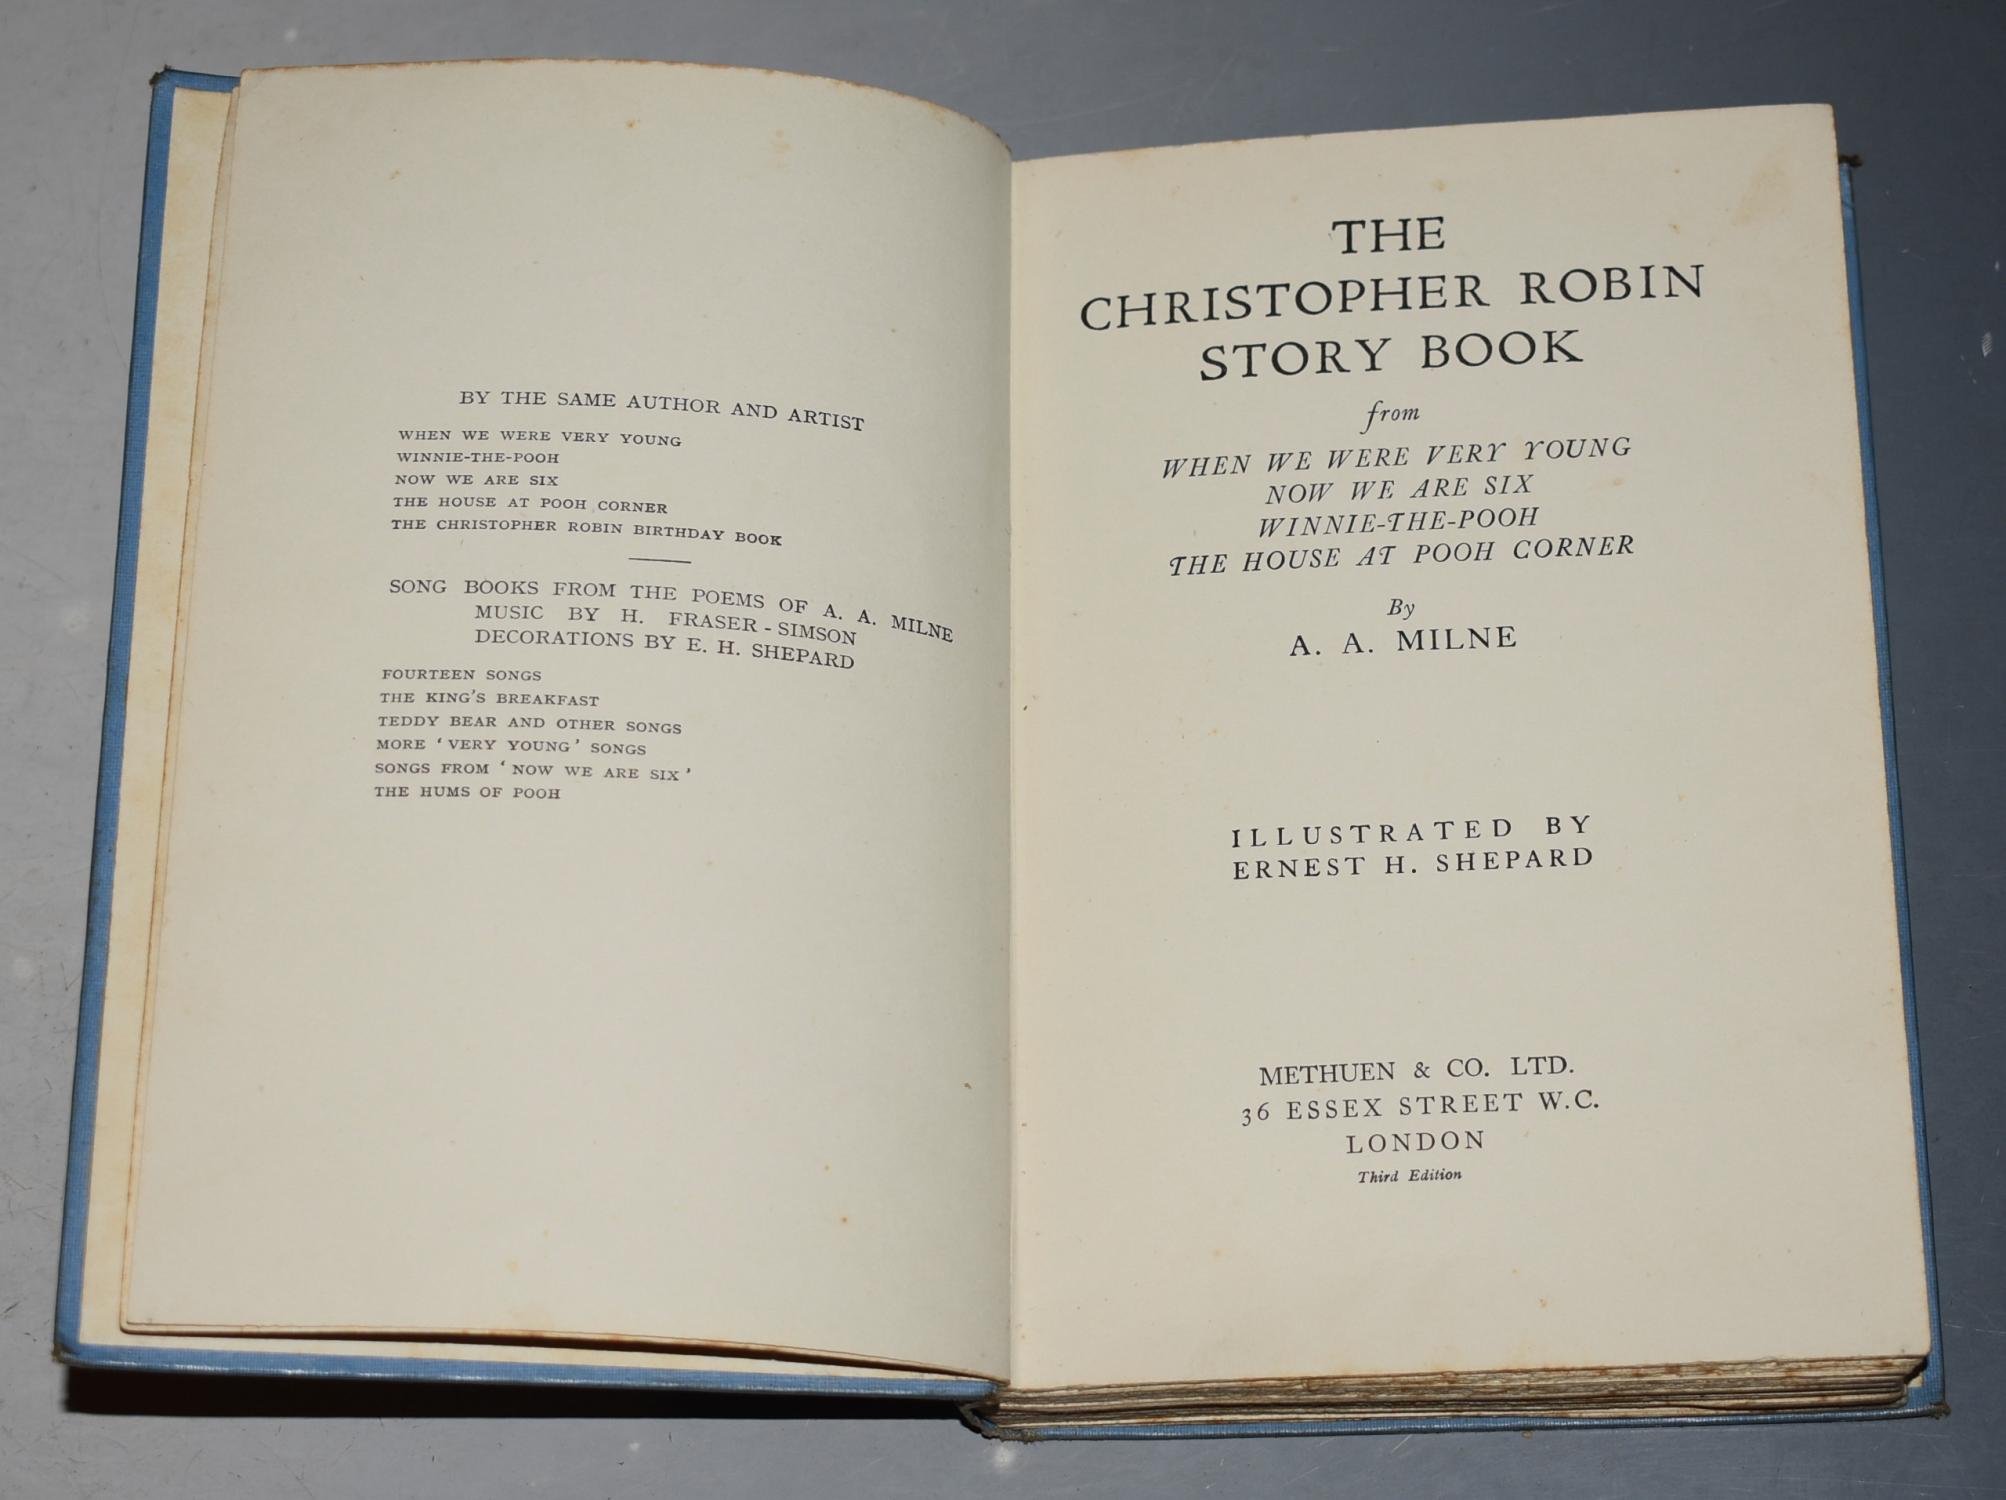 BY THE SAME AUTHOR AND ARTIST
WHEN WE WERE VERY YOUNG
WINNIE-THE-POOH
NOW WE ARE SIX
THE HOUSE AT POOH CORNER
THE CHRISTOPHER ROBIN BIRTHDAY BOOK
SONG BOOKS FROM THE POEMS OF A. A. MILNE
MUSIC BY H. FRASER-SIMSON
DECORATIONS BY E. H. SHEPARD
FOURTEEN SONGS
THE KING'S BREAKFAST
TEDDY BEAR AND OTHER SONGS
MORE 'VERY YOUNG' SONGS
SONGS FROM 'NOW WE ARE SIX'
THE HUMS OF POOH
THE
CHRISTOPHER ROBIN
STORY BOOK
from
WHEN WE WERE VERY YOUNG
NOW WE ARE SIX
WINNIE-THE-POOH
THE HOUSE AT POOH CORNER
By
A. A. MILNE
ILLUSTRATED BY
ERNEST H. SHEPARD
METHUEN & CO. LTD.
36 ESSEX STREET W.C.
LONDON
Third Edition